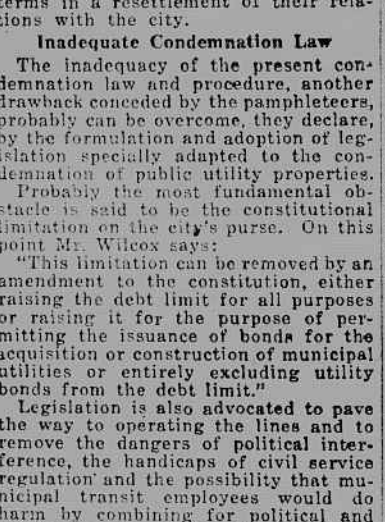 terms in a resettlement of their rela-
tions with the city.
Inadequate Condemnation Law
The inadequacy of the present con-
demnation law and procedure, another
drawback conceded by the pamphleteers,
probably can be overcome, they declare,
by the formulation and adoption of leg-
islation specially adapted to the con-
demnation of public utility properties.
Probably the most fundamental ob-
stacle is said to be the constitutional
limitation on the city's purse. On this
point Mr. Wilcox says:
"This limitation can be removed by an
amendment to the constitution, either
raising the debt limit for all purposes
or raising it for the purpose of per-
mitting the issuance of bonds for the
acquisition or construction of municipal
utilities or entirely excluding utility
bonds from the debt limit."
Legislation is also advocated to pave
the way to operating the lines and to
remove the dangers of political inter-
ference, the handicaps of civil service
regulation and the possibility that mu-
nicipal transit employees would do
harm by combining for political and